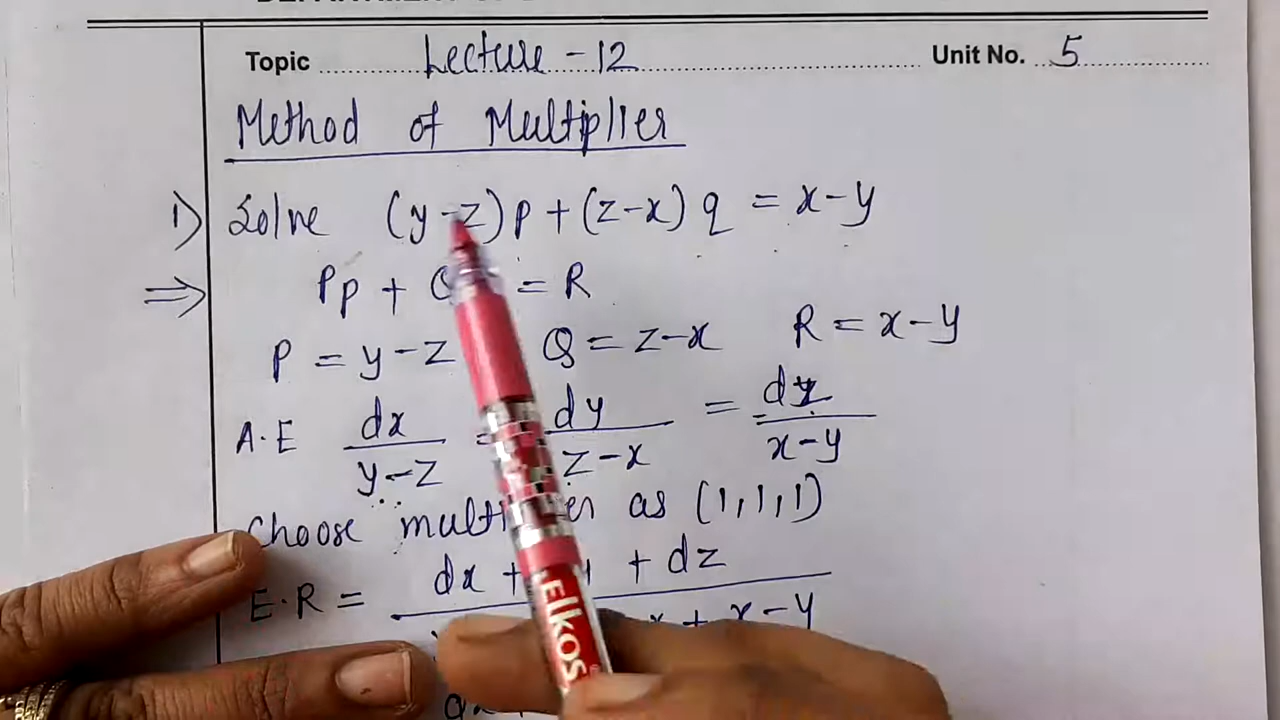 Topic Lecture - 12 Unit No. 5
Method of Multiplier
1) Solve (y-z)p + (z-x) q = x-y
⇒ Pp + Q = R
P = y-z Q = z-x R = x-y
A.E dx/y-z = dy/z-x = dz/x-y
Choose as (1,1,1)
E.R = dx + + dz / x + x-y
Elkos